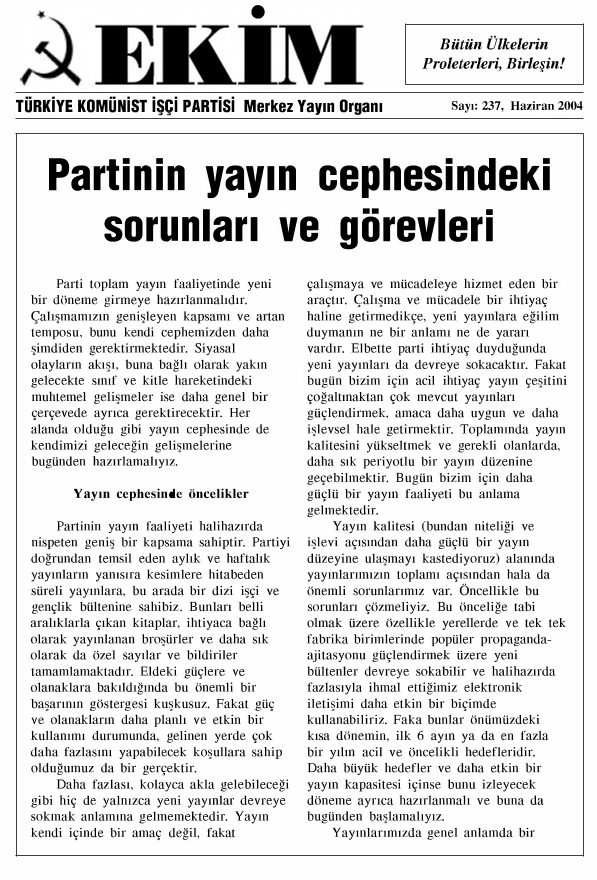 EKİM
Bütün Ülkelerin
Proleterleri, Birleşin!
TÜRKİYE KOMÜNİST İŞÇİ PARTİSİ Merkez Yayın Organı
Sayı: 237, Haziran 2004
Partinin yayın cephesindeki
sorunları ve görevleri
Parti toplam yayın faaliyetinde yeni
bir döneme girmeye hazırlanmalıdır.
Çalışmamızın genişleyen kapsamı ve artan
temposu, bunu kendi cephemizden daha
şimdiden gerektirmektedir. Siyasal
olayların akışı, buna bağlı olarak yakın
gelecekte sınıf ve kitle hareketindeki
muhtemel gelişmeler ise daha genel bir
çerçevede ayrıca gerektirecektir. Her
alanda olduğu gibi yayın cephesinde de
kendimizi geleceğin gelişmelerine
bugünden hazırlamalıyız.
Yayın cephesinde öncelikler
Partinin yayın faaliyeti halihazırda
nispeten geniş bir kapsama sahiptir. Partiyi
doğrundan temsil eden aylık ve haftalık
yayınların yanısıra kesimlere hitabeden
süreli yayınlara, bu arada bir dizi işçi ve
gençlik bültenine sahibiz. Bunları belli
aralıklarla çıkan kitaplar, ihtiyaca bağlı
olarak yayınlanan broşürler ve daha sık
olarak da özel sayılar ve bildiriler
tamamlamaktadır. Eldeki güçlere ve
olanaklara bakıldığında bu önemli bir
başarının göstergesi kuşkusuz. Fakat güç
ve olanakların daha planlı ve etkin bir
kullanımı durumunda, gelinen yerde çok
daha fazlasını yapabilecek koşullara sahip
olduğumuz da bir gerçektir.
Daha fazlası, kolayca akla gelebileceği
gibi hiç de yalnızca yeni yayınlar devreye
sokmak anlamına gelmemektedir. Yayın
kendi içinde bir amaç değil, fakat
çalışmaya ve mücadeleye hizmet eden bir
araçtır. Çalışma ve mücadele bir ihtiyaç
haline getirmedikçe, yeni yayınlara eğilim
duymanın ne bir anlamı ne de yararı
vardır. Elbette parti ihtiyaç duyduğunda
yeni yayınları da devreye sokacaktır. Fakat
bugün bizim için acil ihtiyaç yayın çeşitini
çoğaltınaktan çok mevcut yayınları
güçlendirmek, amaca daha uygun ve daha
işlevsel hale getirmektir. Toplamında yayın
kalitesini yükseltmek ve gerekli olanlarda,
daha sık periyotlu bir yayın düzenine
geçebilmektir. Bugün bizim için daha
güçlü bir yayın faaliyeti bu anlama
gelmektedir.
Yayın kalitesi (bundan niteliği ve
işlevi açısından daha güçlü bir yayın
düzeyine ulaşmayı kastediyoruz) alanında
yayınlarımızın toplamı açısından hala da
önemli sorunlarımız var. Öncellikle bu
sorunları çözmeliyiz. Bu önceliğe tabi
olmak üzere özellikle yerellerde ve tek tek
fabrika birimlerinde popüler propaganda-
ajitasyonu güçlendirmek üzere yeni
bültenler devreye sokabilir ve halihazırda
fazlasıyla ihmal ettiğimiz elektronik
iletişimi daha etkin bir biçimde
kullanabiliriz. Faka bunlar önümüzdeki
kısa dönemin, ilk 6 ayın ya da en fazla
bir yılın acil ve öncelikli hedefleridir.
Daha büyük hedefler ve daha etkin bir
yayın kapasitesi içinse bunu izleyecek
döneme ayrıca hazırlanmalı ve buna da
bugünden başlamalıyız.
Yayınlarımızda genel anlamda bir